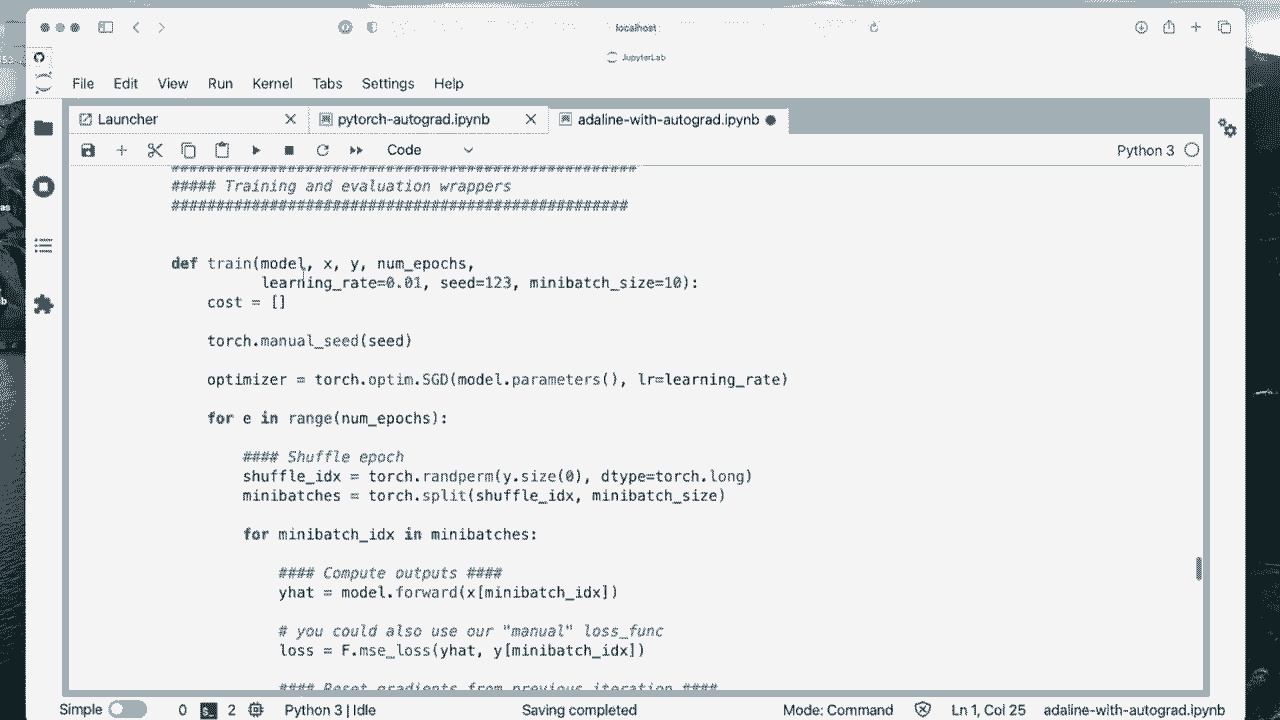 localhost
JupyterLab
File Edit View Run Kernel Tabs Settings Help
Launcher pytorch-autograd.ipynb adaline-with-autograd.ipynb
Code Python 3
##### Training and evaluation wrappers
###################################################
def train(model, x, y, num_epochs,
learning_rate=0.01, seed=123, minibatch_size=10):
cost = []
torch.manual_seed(seed)
optimizer = torch.optim.SGD(model.parameters(), lr=learning_rate)
for e in range(num_epochs):
#### Shuffle epoch
shuffle_idx = torch.randperm(y.size(0), dtype=torch.long)
minibatches = torch.split(shuffle_idx, minibatch_size)
for minibatch_idx in minibatches:
#### Compute outputs ####
yhat = model.forward(x[minibatch_idx])
# you could also use our "manual" loss_func
loss = F.mse_loss(yhat, y[minibatch_idx])
#### Reset gradients from previous iteration ####
Simple 0 2 Python 3 | Idle Saving completed Mode: Command Ln 1, Col 25 adaline-with-autograd.ipynb